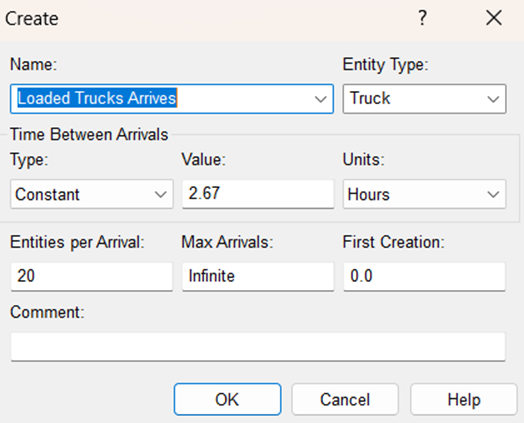 Create ?
Name: Entity Type:
Loaded Trucks Arrives Truck
Time Between Arrivals
Type: Value: Units:
Constant 2.67 Hours
Entities per Arrival: Max Arrivals: First Creation:
20 Infinite 0.0
Comment:
OK Cancel Help